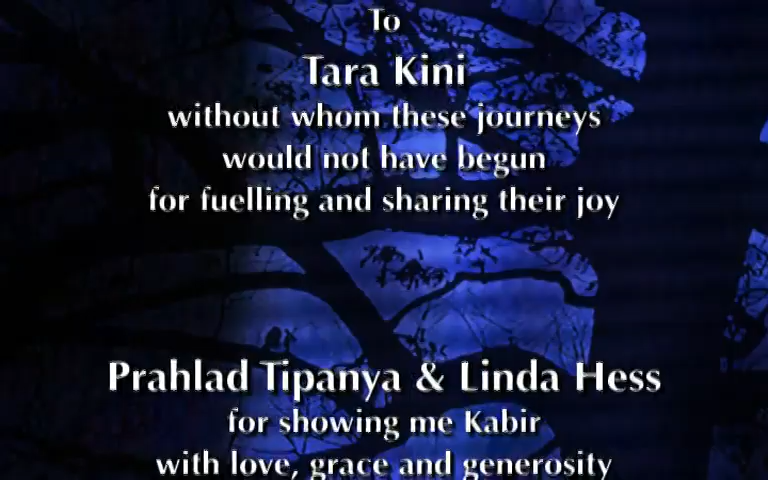 To
Tara Kini
without whom these journeys
would not have begun
for fuelling and sharing their joy
Prahlad Tipanya & Linda Hess
for showing me Kabir
with love, grace and generosity